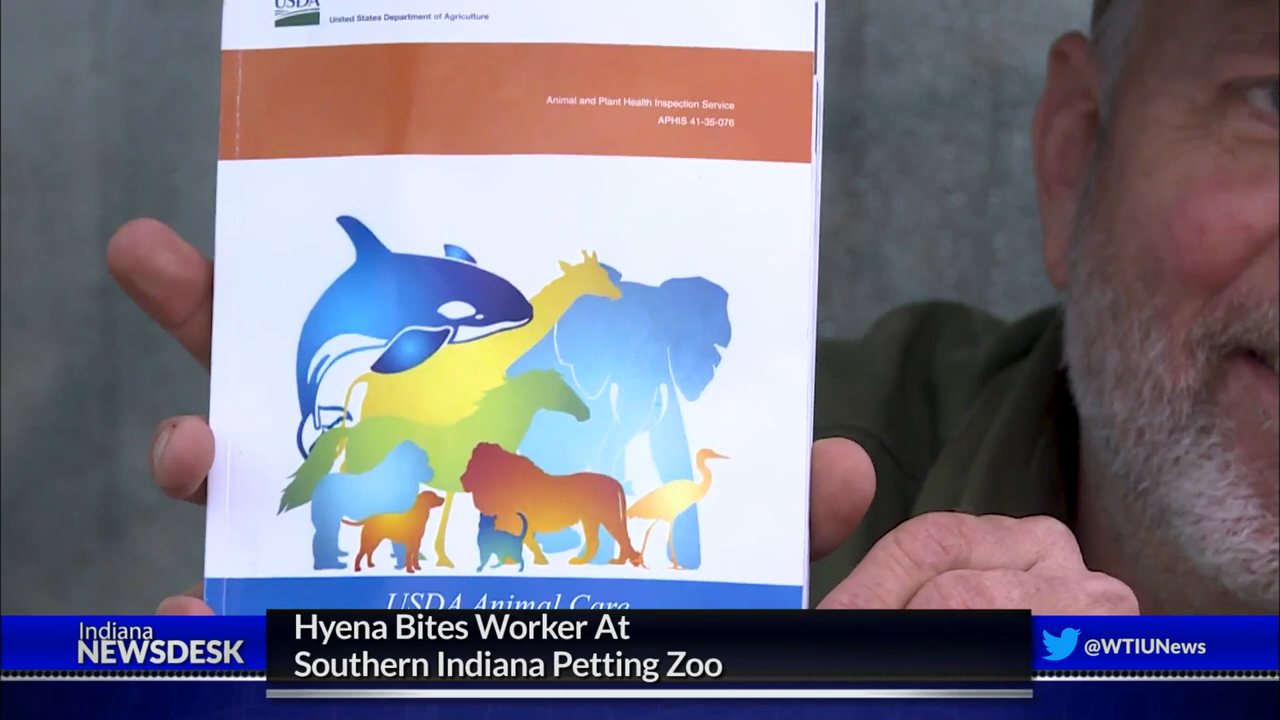 USDA
United States Department of Agriculture
Animal and Plant Health Inspection Service
APHIS 41-35-076
USDA Animal Care
Indiana
NEWSDESK
Hyena Bites Worker At
Southern Indiana Petting Zoo
@WTIUNews